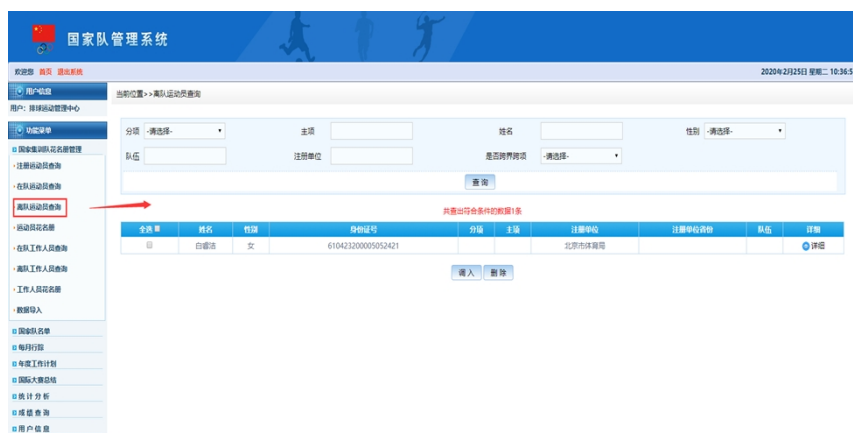 国家队管理系统
欢迎您 首页 退出系统
2020年2月25日 星期二 10:36:5
用户信息
当前位置>>离队运动员查询
用户: 排球运动管理中心
功能菜单
国家集训队花名册管理
注册运动员查询
在队运动员查询
离队运动员查询
运动员花名册
在队工作人员查询
离队工作人员查询
工作人员花名册
数据导入
国家队名单
每月行踪
年度工作计划
国际大赛总结
统计分析
成绩查询
用户信息
分项 -请选择- 主项 姓名 性别 -请选择-
队伍 注册单位 是否跨界跨项 -请选择-
查询
共查出符合条件的数据1条
全选 姓名 性别 身份证号 分项 主项 注册单位 注册单位省份 队伍 详细
白睿洁 女 610423200005052421 北京市体育局 详细
调入 删除